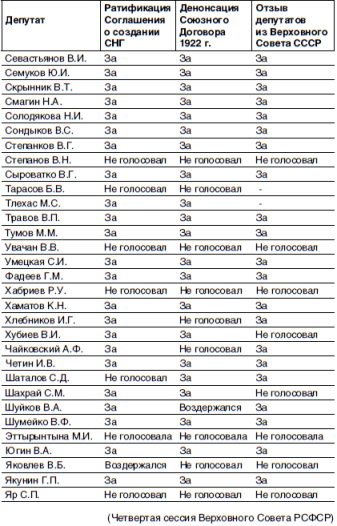 Депутат Ратификация Соглашения о создании СНГ Денонсация Союзного Договора 1922 г. Отзыв депутатов из Верховного Совета СССР
Севастьянов В.И. За За За
Семуков Ю.И. За За За
Скрынник В.Т. За За За
Смагин Н.А. За За За
Солодякова Н.И. За За За
Сондыков В.С. За За За
Степанков В.Г. За За За
Степанов В.Н. Не голосовал Не голосовал Не голосовал
Сыроватко В.Г. За За За
Тарасов Б.В. Не голосовал Не голосовал -
Тлехас М.С. За За -
Травов В.П. За За За
Тумов М.М. За За За
Увачан В.В. Не голосовал Не голосовал Не голосовал
Умецкая С.И. За За За
Фадеев Г.М. За За За
Хабриев Р.У. Не голосовал Не голосовал Не голосовал
Хаматов К.Н. За За За
Хлебников И.Г. За Не голосовал За
Хубиев В.И. За За Не голосовал
Чайковский А.Ф. За Не голосовал За
Четин И.В. За За За
Шаталов С.Д. Не голосовал За За
Шахрай С.М. За За Не голосовал
Шуйков В.А. За Воздержался За
Шумейко В.Ф. За За За
Эттырынтына М.И. Не голосовала Не голосовала Не голосовала
Югин В.А. За За За
Яковлев В.Б. Воздержался Не голосовал Не голосовал
Якунин Г.П. За За За
Яр С.П. Не голосовал Не голосовал Не голосовал
(Четвертая сессия Верховного Совета РСФСР)